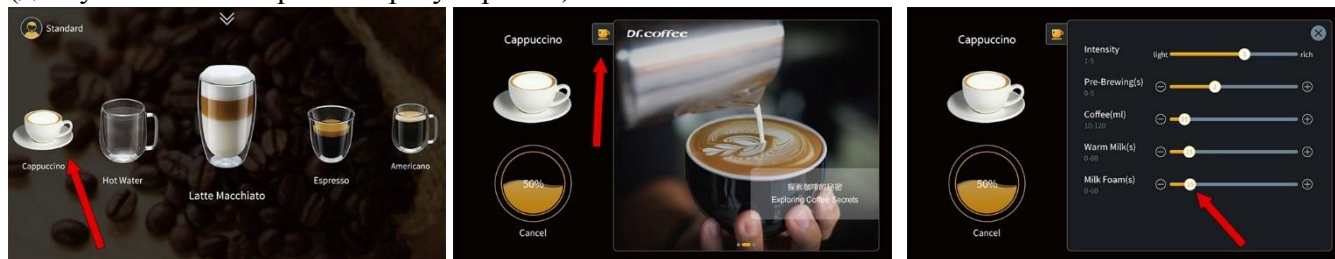 Standard
Cappuccino
Hot Water
Latte Macchiato
Espresso
Americano
Cappuccino
50%
Cancel
Dr.coffee
探索咖啡的秘密
Exploring Coffee Secrets
Cappuccino
50%
Cancel
Intensity
1-5
light
rich
Pre-Brewing(s)
0-5
2
Coffee(ml)
10-120
Warm Milk(s)
0-60
Milk Foam(s)
0-60